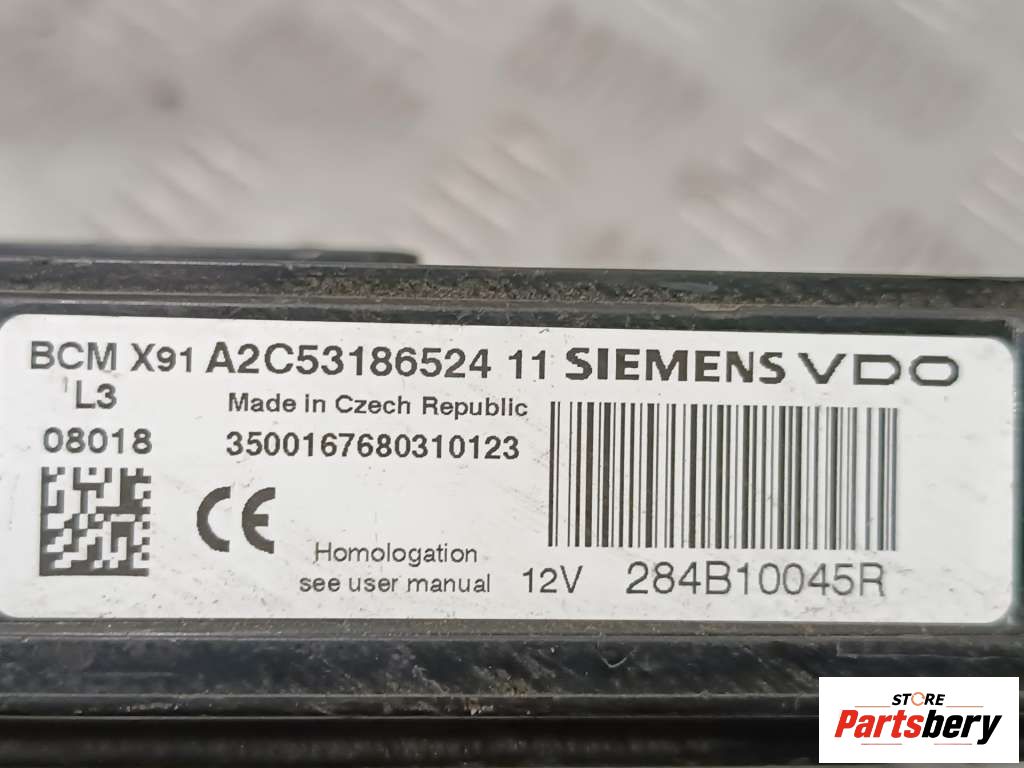 BCM X91 A2C53186524 11 SIEMENS VDO
L3
Made in Czech Republic
08018
3500167680310123
CE
Homologation
see user manual
12V
284B10045R
STORE
Partsbery